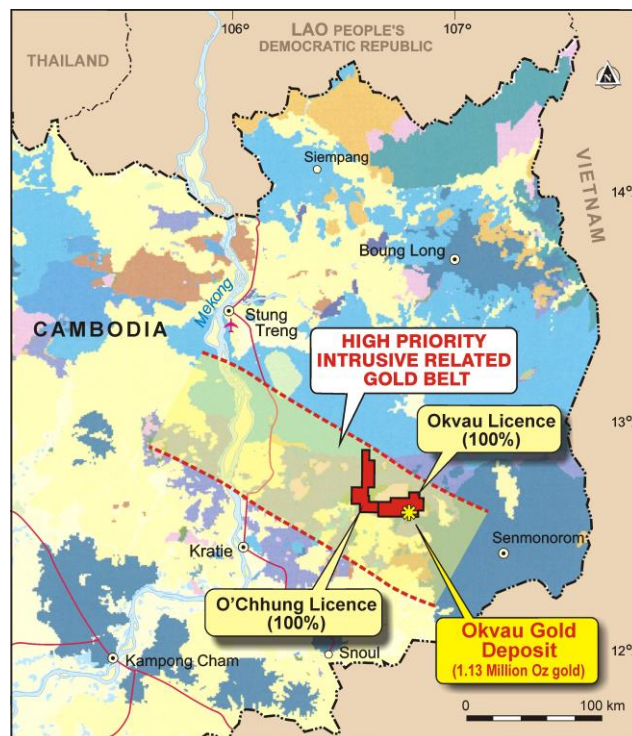 106°
107°
LAO PEOPLE'S
DEMOCRATIC REPUBLIC
THAILAND
N
VIETNAM
Siempang
14°
Boung Long
Mekong
Stung
Treng
CAMBODIA
HIGH PRIORITY
INTRUSIVE RELATED
GOLD BELT
13°
Okvau Licence
(100%)
Kratie
Senmonorom
O'Chhung Licence
(100%)
Okvau Gold
Deposit
(1.13 Million Oz gold)
Snoul
12°
Kampong Cham
0
100 km